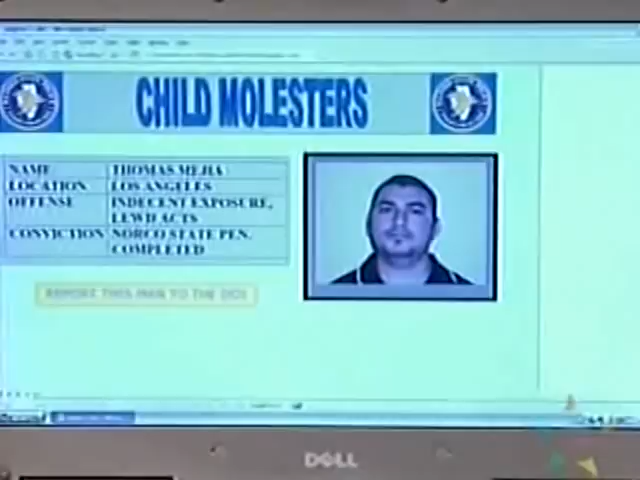 CHILD MOLESTERS
NAME THOMAS MEJIA
LOCATION LOS ANGELES
OFFENSE INDECENT EXPOSURE,
LEWD ACTS
CONVICTION NORCO STATE PEN.
COMPLETED
REPORT THIS MAN TO THE DOJ
DELL